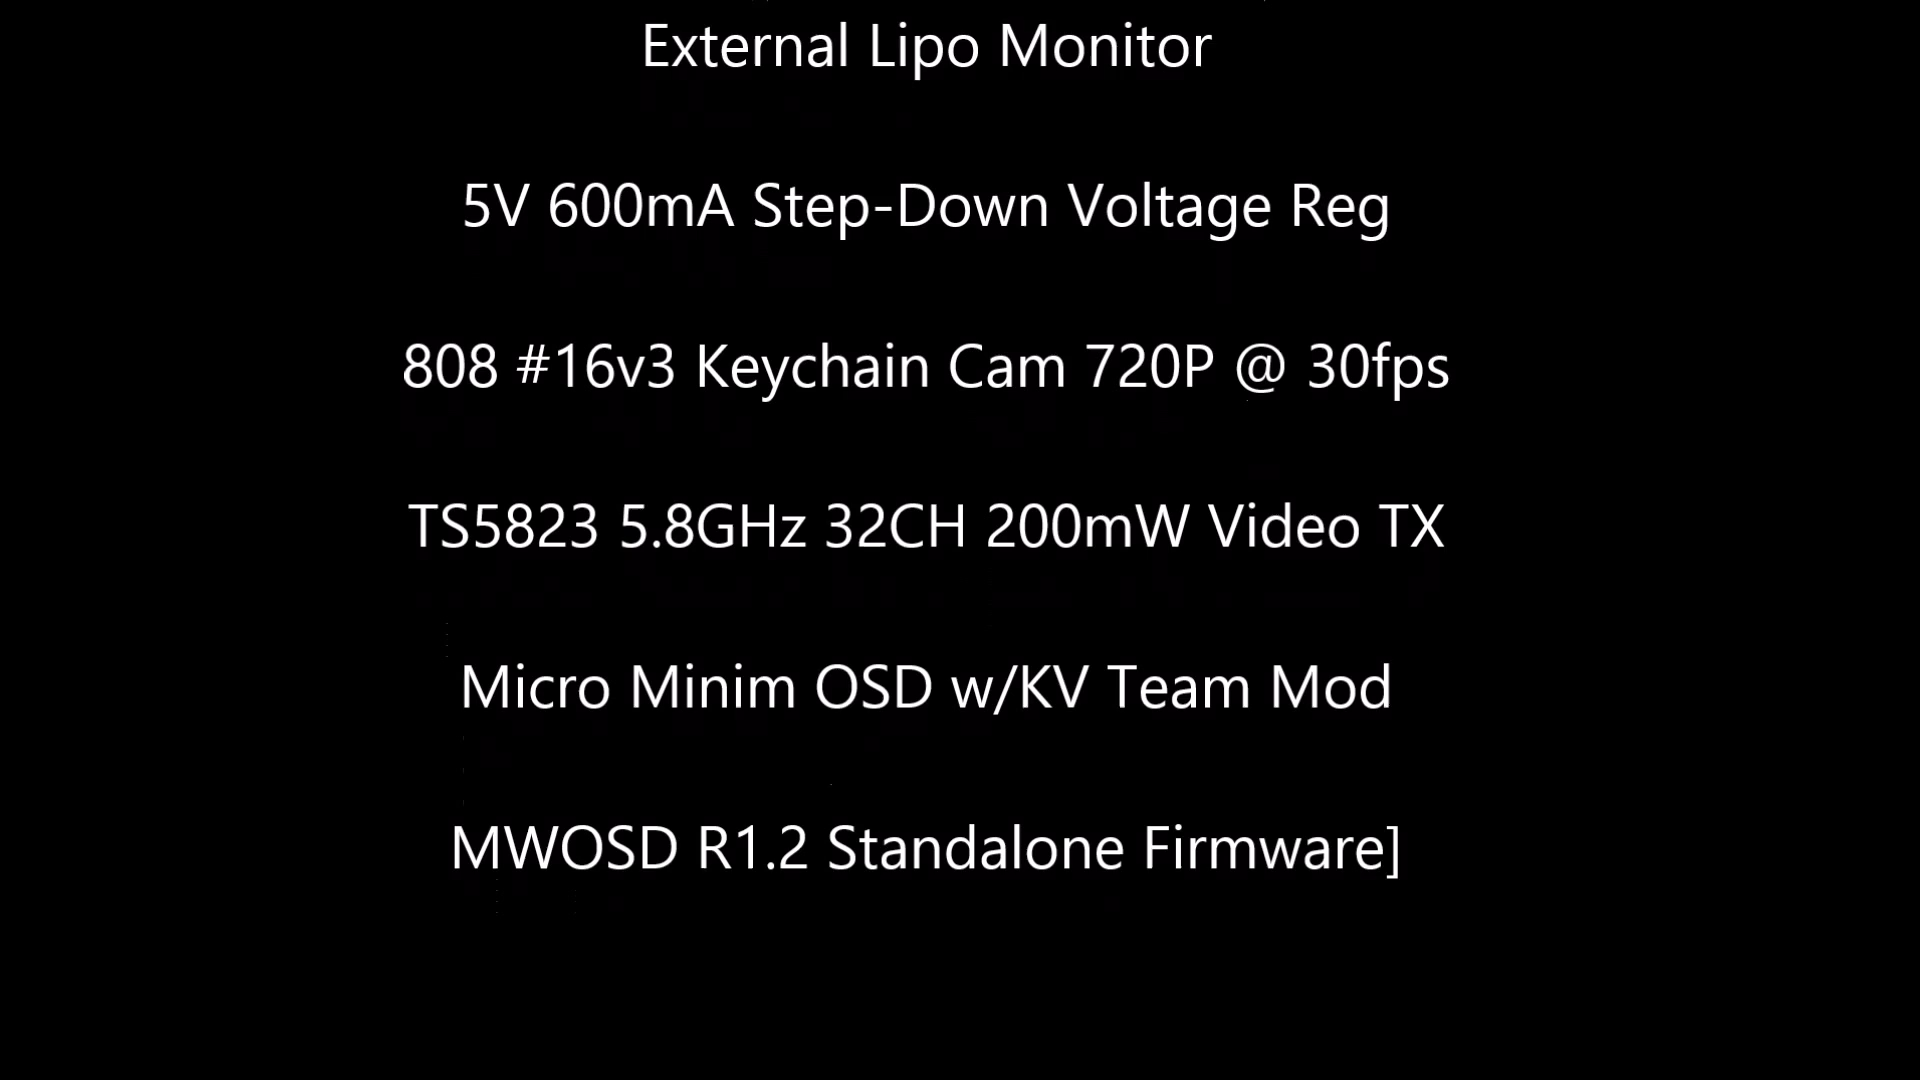 External Lipo Monitor
5V 600mA Step-Down Voltage Reg
808 #16v3 Keychain Cam 720P @ 30fps
TS5823 5.8GHz 32CH 200mW Video TX
Micro Minim OSD w/KV Team Mod
MWOSD R1.2 Standalone Firmware]